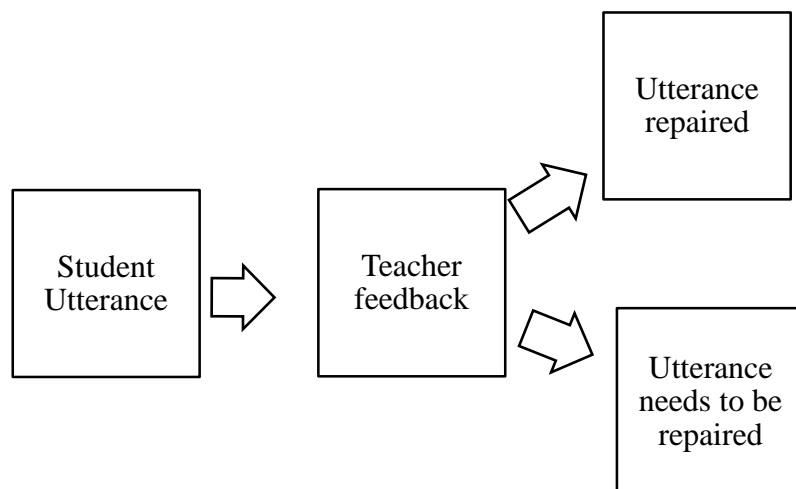 Student
Utterance
Teacher
feedback
Utterance
repaired
Utterance
needs to be
repaired